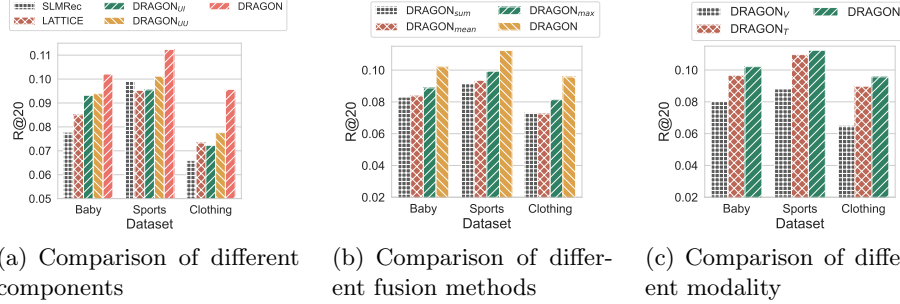 SLMRec DRAGON_UI DRAGON
LATTICE DRAGON_UU
0.11
0.10
0.09
0.08
0.07
0.06
0.05
R@20
Baby Sports Clothing
Dataset
(a) Comparison of different
components
DRAGON_sum DRAGON_max
DRAGON_mean DRAGON
0.10
0.08
0.06
0.04
0.02
R@20
Baby Sports Clothing
Dataset
(b) Comparison of differ-
ent fusion methods
DRAGON_V DRAGON
DRAGON_T
0.10
0.08
0.06
0.04
0.02
R@20
Baby Sports Clothing
Dataset
(c) Comparison of diffe
ent modality